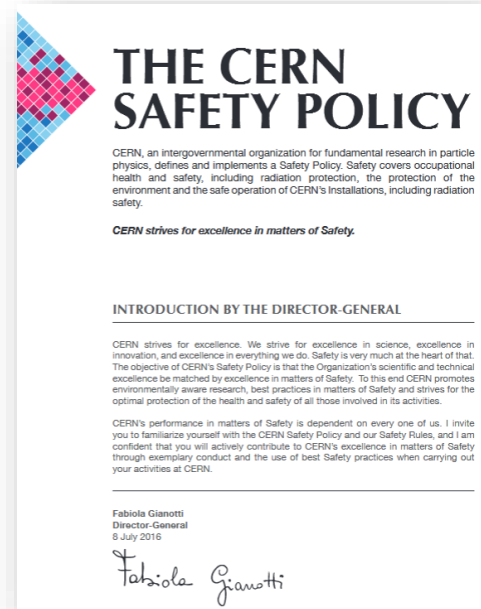 THE CERN
SAFETY POLICY
CERN, an intergovernmental organization for fundamental research in particle
physics, defines and implements a Safety Policy. Safety covers occupational
health and safety, including radiation protection, the protection of the
environment and the safe operation of CERN's Installations, including radiation
safety.
CERN strives for excellence in matters of Safety.
INTRODUCTION BY THE DIRECTOR-GENERAL
CERN strives for excellence. We strive for excellence in science, excellence in
innovation, and excellence in everything we do. Safety is very much at the heart of that.
The objective of CERN's Safety Policy is that the Organization's scientific and technical
excellence be matched by excellence in matters of Safety. To this end CERN promotes
environmentally aware research, best practices in matters of Safety and strives for the
optimal protection of the health and safety of all those involved in its activities.
CERN's performance in matters of Safety is dependent on every one of us. I invite
you to familiarize yourself with the CERN Safety Policy and our Safety Rules, and I am
confident that you will actively contribute to CERN's excellence in matters of Safety
through exemplary conduct and the use of best Safety practices when carrying out
your activities at CERN.
Fabiola Gianotti
Director-General
8 July 2016
Fabiola Gianotti